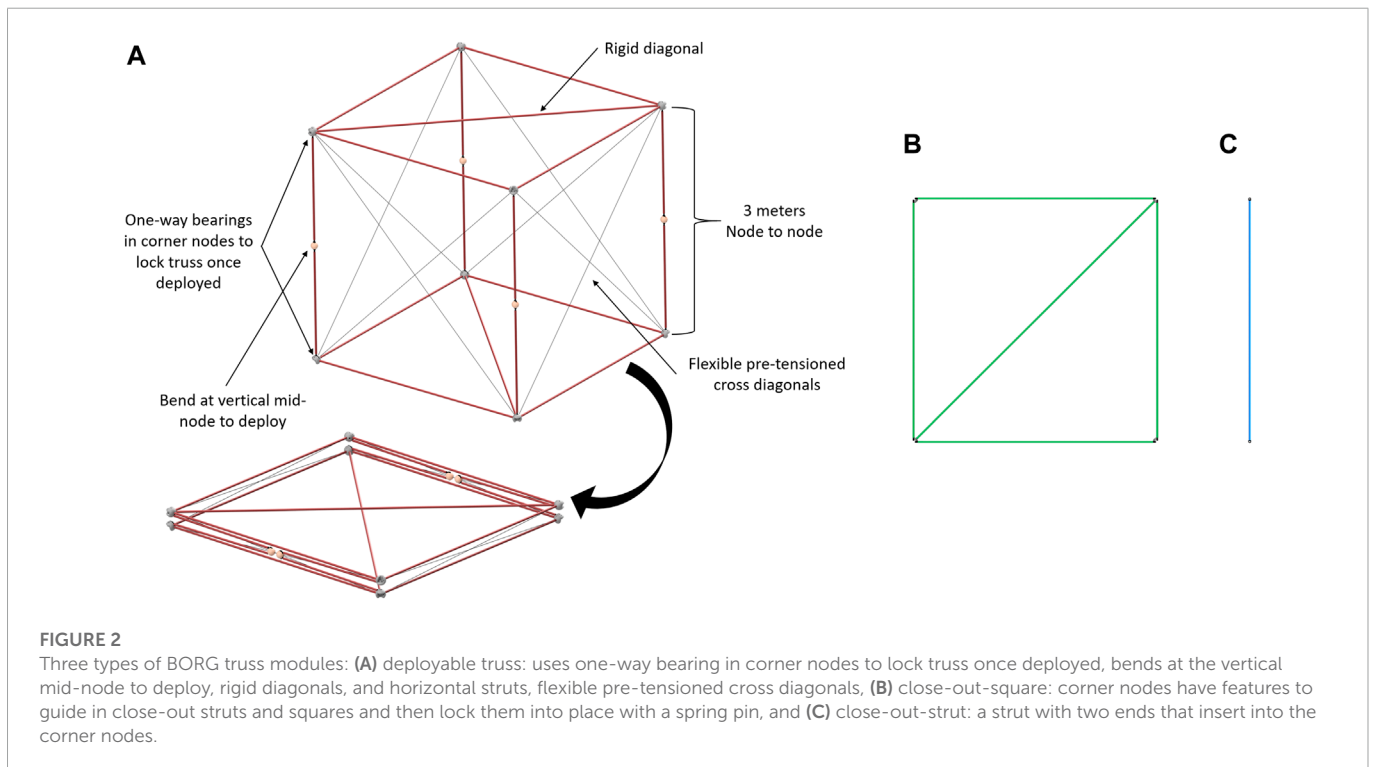 A
Rigid diagonal
One-way bearings
in corner nodes to
lock truss once
deployed
3 meters
Node to node
Bend at vertical mid-
node to deploy
Flexible pre-tensioned
cross diagonals
B
C
FIGURE 2
Three types of BORG truss modules: (A) deployable truss: uses one-way bearing in corner nodes to lock truss once deployed, bends at the vertical
mid-node to deploy, rigid diagonals, and horizontal struts, flexible pre-tensioned cross diagonals, (B) close-out-square: corner nodes have features to
guide in close-out struts and squares and then lock them into place with a spring pin, and (C) close-out-strut: a strut with two ends that insert into the
corner nodes.